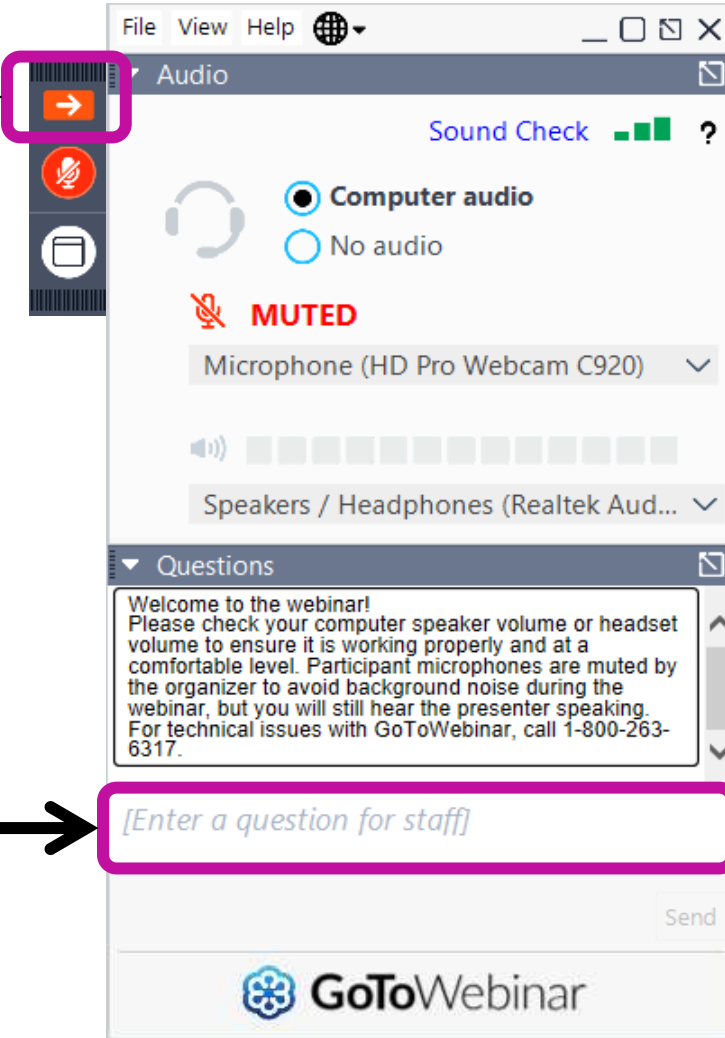 File View Help
Audio
Sound Check ?
Computer audio
No audio
MUTED
Microphone (HD Pro Webcam C920)
Speakers / Headphones (Realtek Aud...
Questions
Welcome to the webinar!
Please check your computer speaker volume or headset
volume to ensure it is working properly and at a
comfortable level. Participant microphones are muted by
the organizer to avoid background noise during the
webinar, but you will still hear the presenter speaking.
For technical issues with GoToWebinar, call 1-800-263-
6317.
[Enter a question for staff]
Send
GoToWebinar